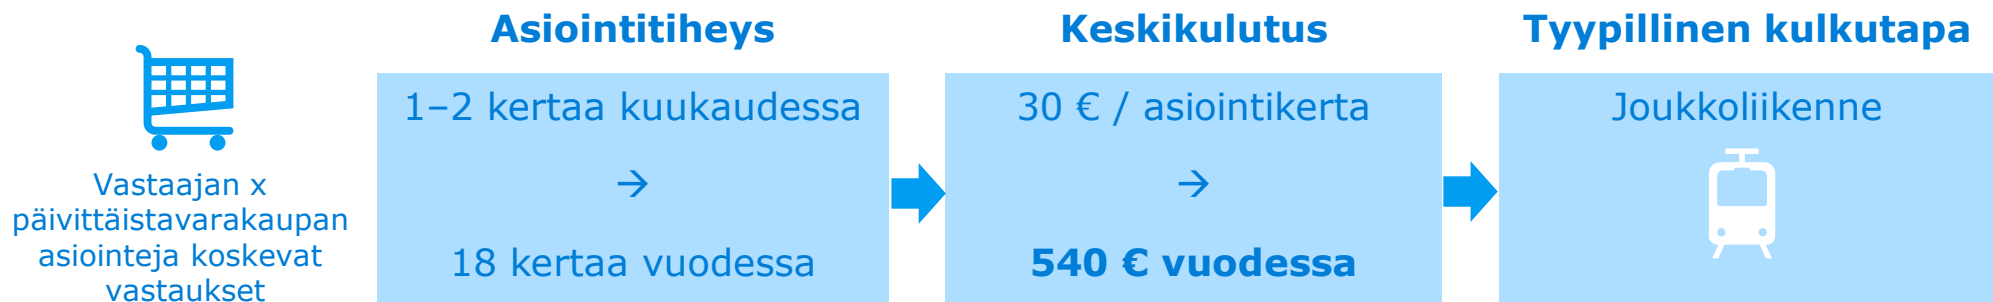 Asiointitiheys
Keskikulutus
Tyypillinen kulkutapa
Vastaajan x
päivittäistavarakaupan
asiointeja koskevat
vastaukset
1–2 kertaa kuukaudessa
→
18 kertaa vuodessa
30 € / asiointikerta
→
540 € vuodessa
Joukkoliikenne